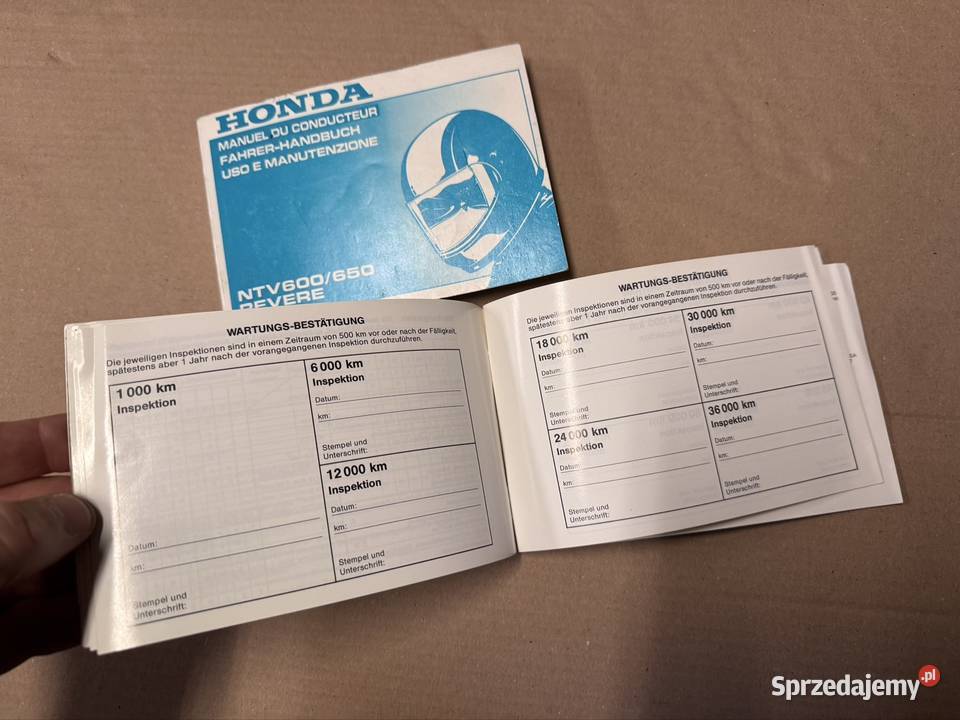 HONDA
MANUEL DU CONDUCTEUR
FAHRER-HANDBUCH
USO E MANUTENZIONE
NTV600/650
REVERE
WARTUNGS-BESTÄTIGUNG
Die jeweiligen Inspektionen sind in einem Zeitraum von 500 km vor oder nach der Fälligkeit,
spätestens aber 1 Jahr nach der vorangegangenen Inspektion durchzuführen.
1 000 km
Inspektion
Datum:
km:
Stempel und
Unterschrift:
6 000 km
Inspektion
Datum:
km:
Stempel und
Unterschrift:
12 000 km
Inspektion
Datum:
km:
Stempel und
Unterschrift:
WARTUNGS-BESTÄTIGUNG
Die jeweiligen Inspektionen sind in einem Zeitraum von 500 km vor oder nach der Fälligkeit,
spätestens aber 1 Jahr nach der vorangegangenen Inspektion durchzuführen.
18 000 km
Inspektion
Datum:
km:
Stempel und
Unterschrift:
30 000 km
Inspektion
Datum:
km:
Stempel und
Unterschrift:
24 000 km
Inspektion
Datum:
km:
Stempel und
Unterschrift:
36 000 km
Inspektion
Datum:
km:
Stempel und
Unterschrift:
Sprzedajemy.pl